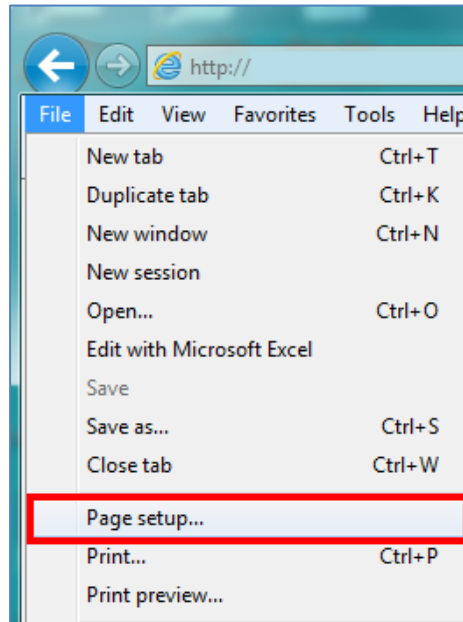 http://
File Edit View Favorites Tools Help
New tab Ctrl+T
Duplicate tab Ctrl+K
New window Ctrl+N
New session
Open... Ctrl+O
Edit with Microsoft Excel
Save
Save as... Ctrl+S
Close tab Ctrl+W
Page setup...
Print... Ctrl+P
Print preview...